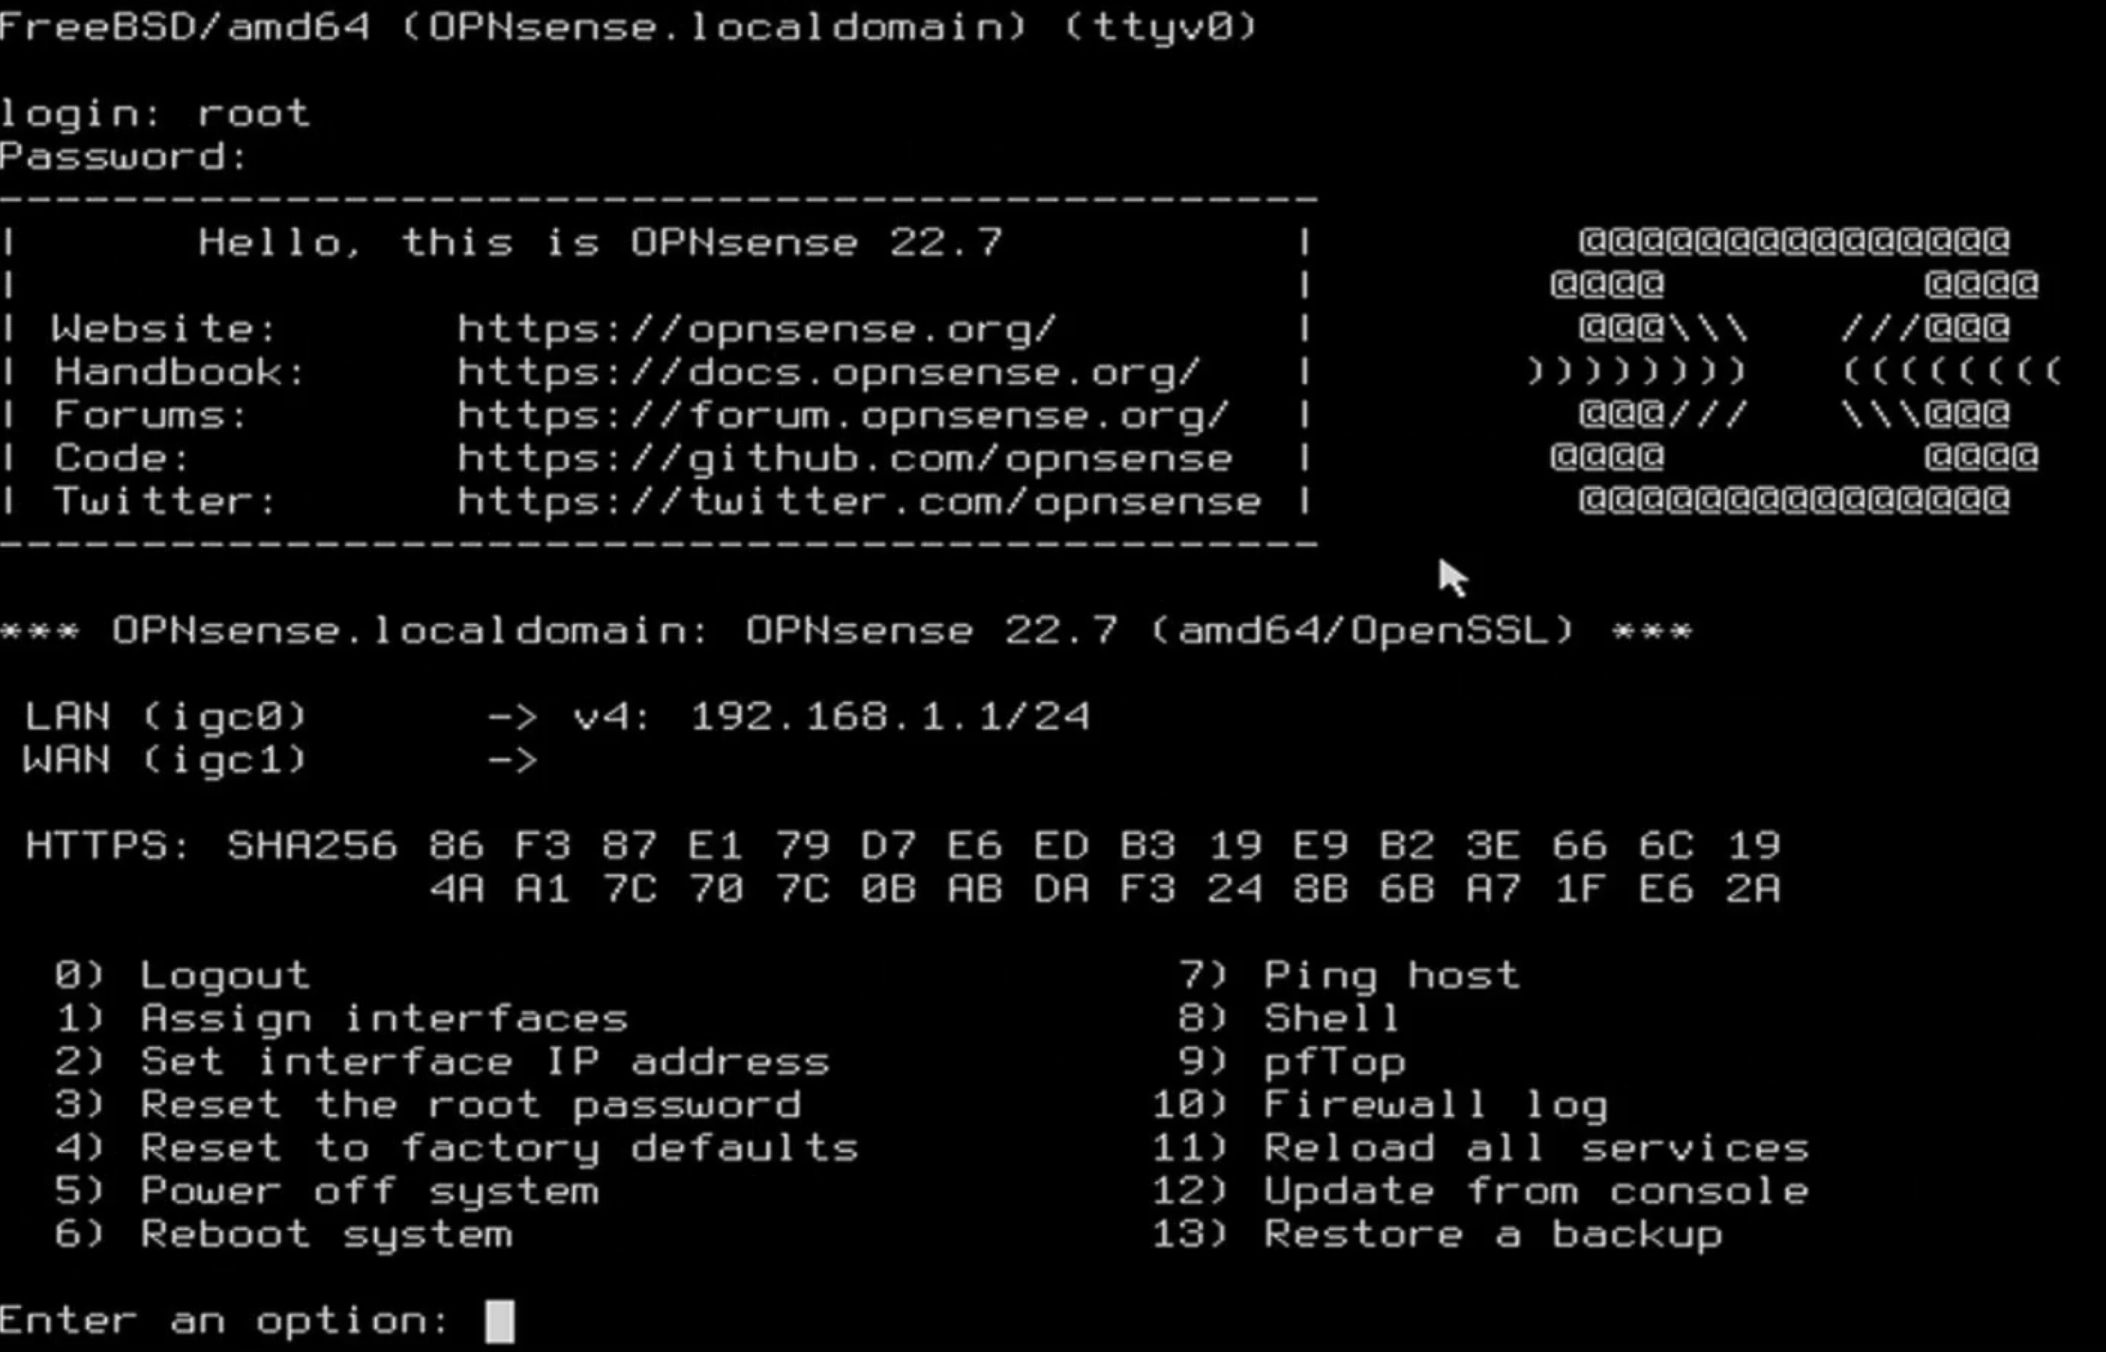 FreeBSD/amd64 (OPNsense.localdomain) (ttyv0)
login: root
Password:
-----------------------------------------------
|      Hello, this is OPNsense 22.7           |               @@@@@@@@@@@@@@@
|                                             |              @@@@         @@@@
| Website:      https://opnsense.org/         |               @@@\\\   ///@@@
| Handbook:     https://docs.opnsense.org/    |             ))))))))   ((((((((
| Forums:       https://forum.opnsense.org/   |               @@@///   \\\@@@
| Code:         https://github.com/opnsense   |              @@@@         @@@@
| Twitter:      https://twitter.com/opnsense  |               @@@@@@@@@@@@@@@
-----------------------------------------------
*** OPNsense.localdomain: OPNsense 22.7 (amd64/OpenSSL) ***
LAN (igc0)      -> v4: 192.168.1.1/24
WAN (igc1)      ->
HTTPS: SHA256 86 F3 87 E1 79 D7 E6 ED B3 19 E9 B2 3E 66 6C 19
4A A1 7C 70 7C 0B AB DA F3 24 8B 6B A7 1F E6 2A
0) Logout                              7) Ping host
1) Assign interfaces                   8) Shell
2) Set interface IP address            9) pfTop
3) Reset the root password            10) Firewall log
4) Reset to factory defaults          11) Reload all services
5) Power off system                   12) Update from console
6) Reboot system                      13) Restore a backup
Enter an option: